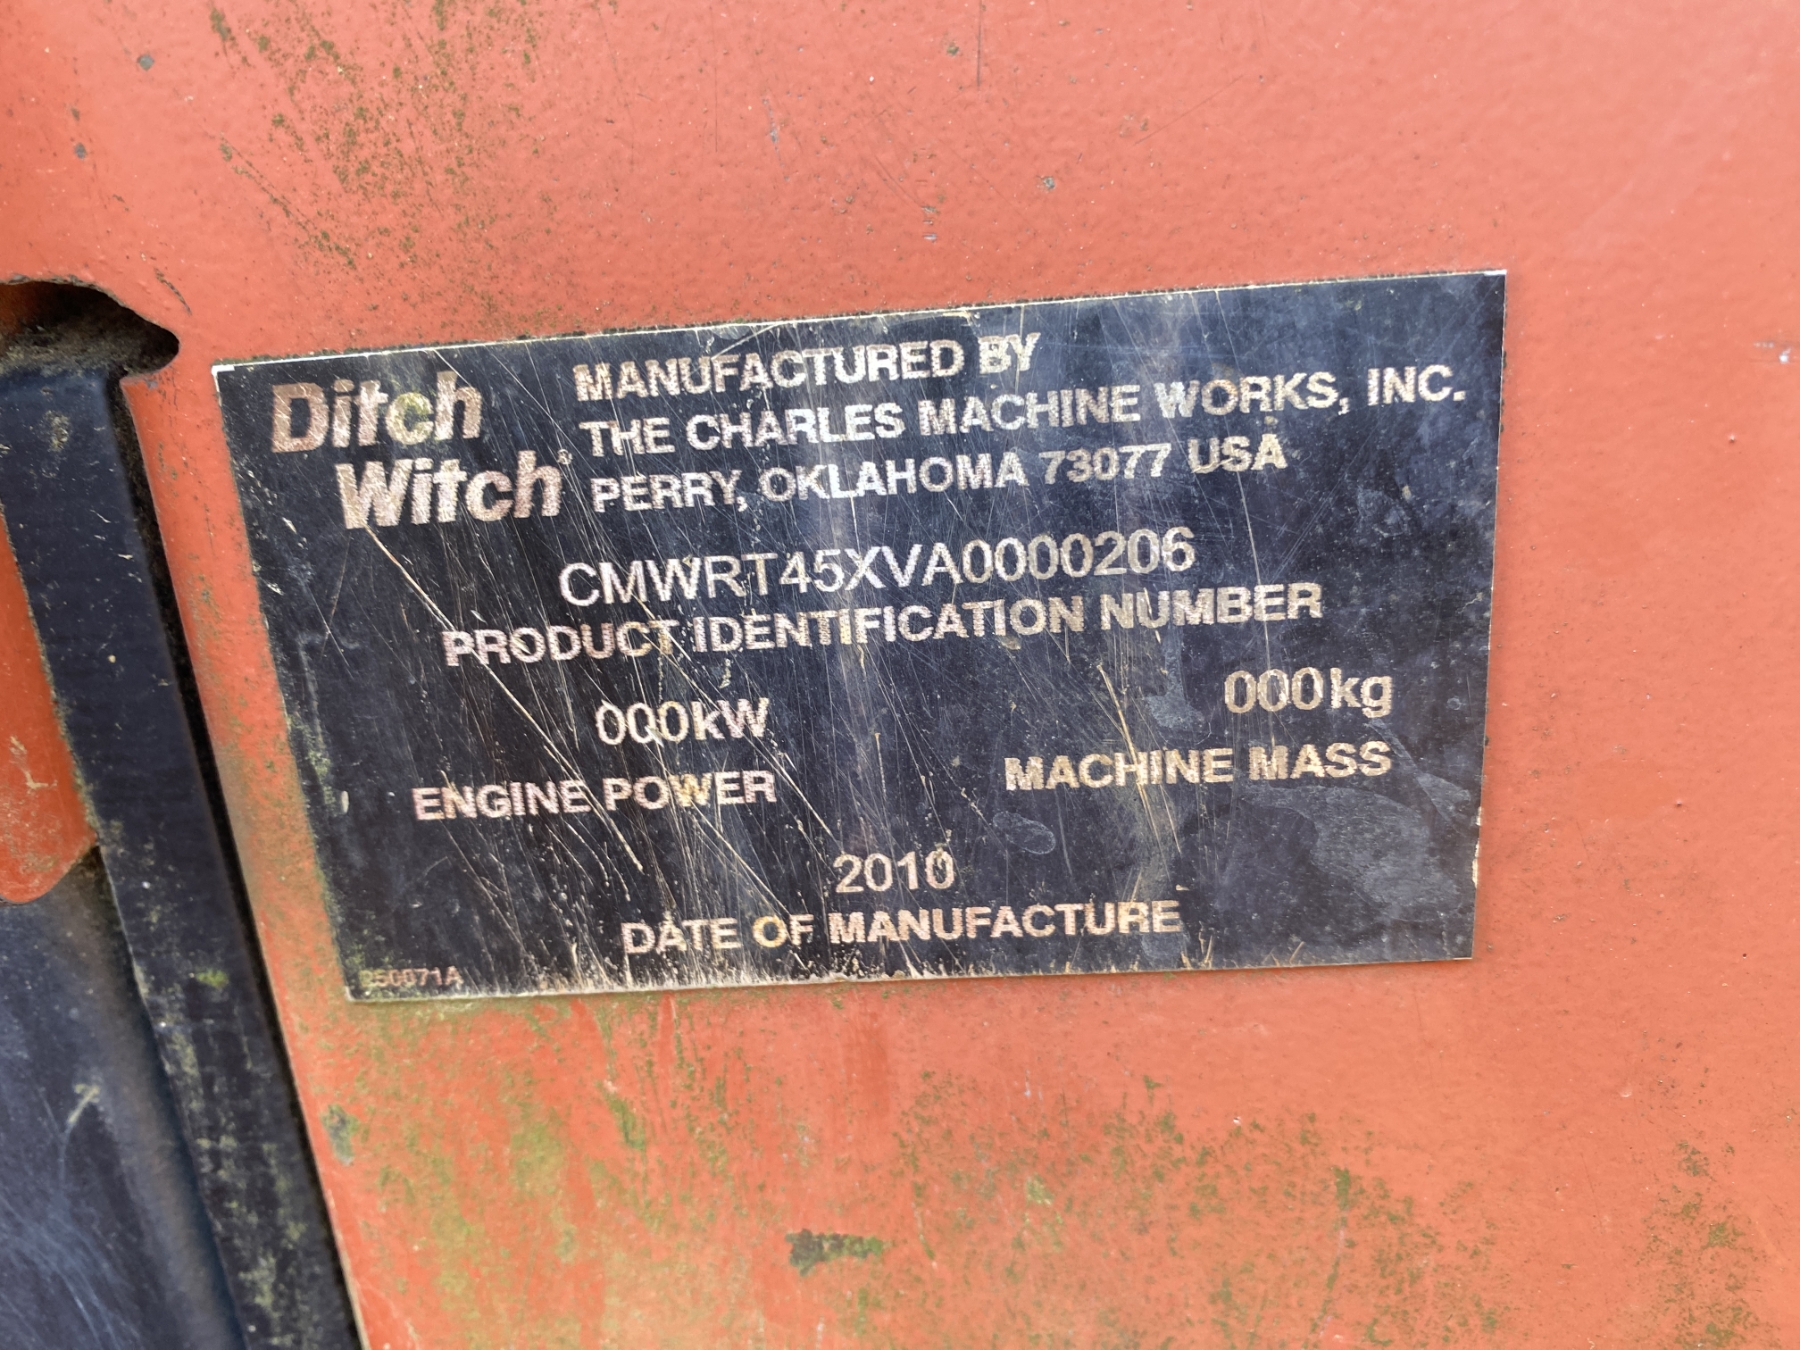 Ditch
Witch®
MANUFACTURED BY
THE CHARLES MACHINE WORKS, INC.
PERRY, OKLAHOMA 73077 USA
CMWRT45XVA0000206
PRODUCT IDENTIFICATION NUMBER
000kW
ENGINE POWER
000kg
MACHINE MASS
2010
DATE OF MANUFACTURE